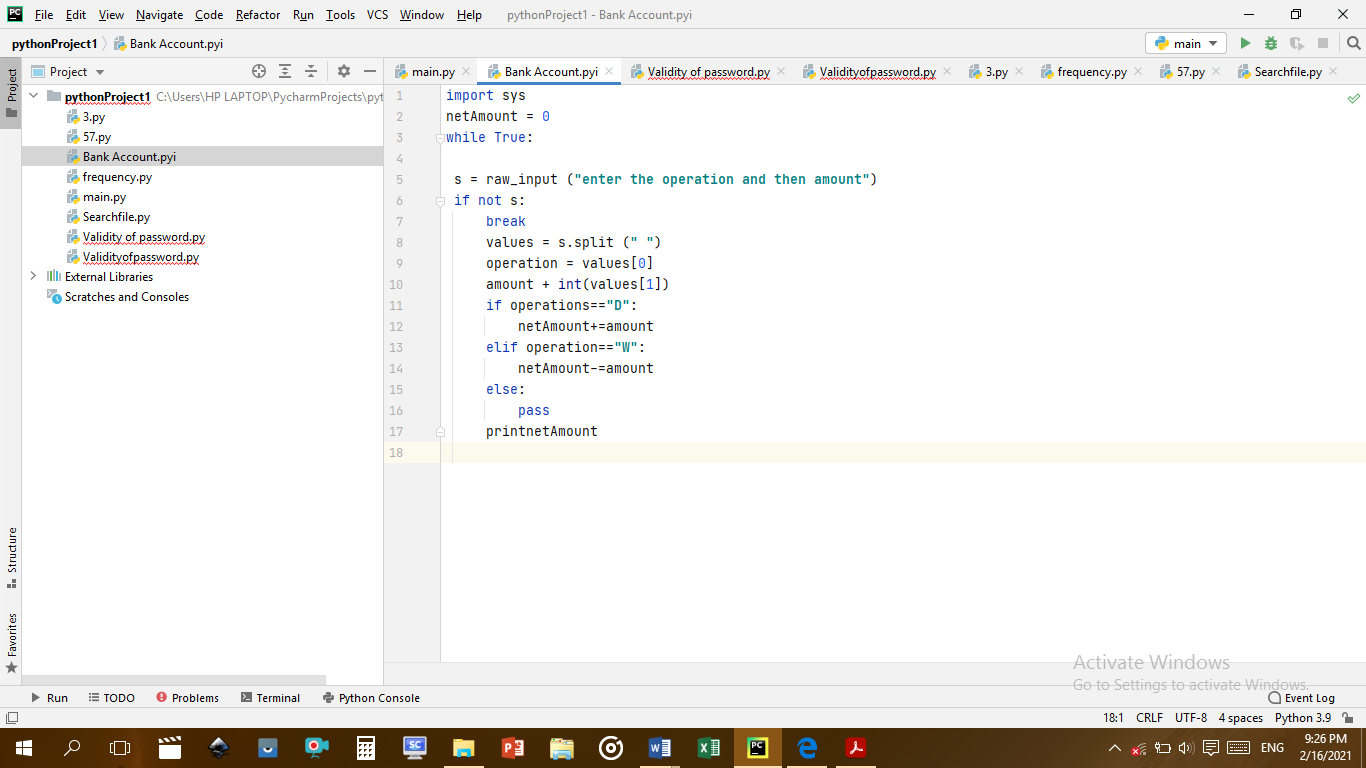 File Edit View Navigate Code Refactor Run Tools VCS Window Help pythonProject1 - Bank Account.pyi
pythonProject1 Bank Account.pyi main
Project
Project
main.py Bank Account.pyi Validity of password.py Validityofpassword.py 3.py frequency.py 57.py Searchfile.py
pythonProject1 C:\Users\HP LAPTOP\PycharmProjects\pyt
3.py
57.py
Bank Account.pyi
frequency.py
main.py
Searchfile.py
Validity of password.py
Validityofpassword.py
External Libraries
Scratches and Consoles
1 import sys
2 netAmount = 0
3 while True:
4
5 s = raw_input ("enter the operation and then amount")
6 if not s:
7 break
8 values = s.split (" ")
9 operation = values[0]
10 amount + int(values[1])
11 if operations=="D":
12 netAmount+=amount
13 elif operation=="W":
14 netAmount-=amount
15 else:
16 pass
17 printnetAmount
18
Structure
Favorites
Activate Windows
Go to Settings to activate Windows.
Run TODO Problems Terminal Python Console Event Log
18:1 CRLF UTF-8 4 spaces Python 3.9
SC PC ENG 9:26 PM
2/16/2021